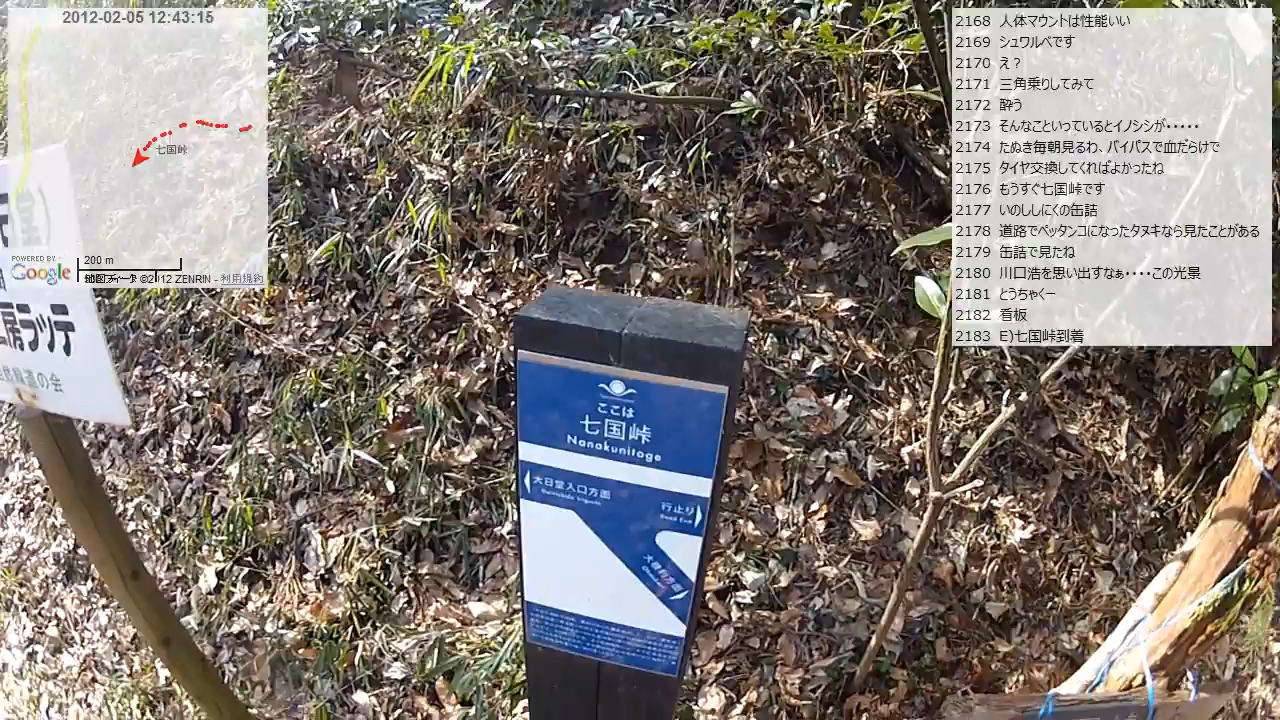 2012-02-05 12:43:15
七国峠
200 m
POWERED BY
Google
地図データ ©2012 ZENRIN - 利用規約
房ラッテ
道の会
ここは
七国峠
Nanakunitoge
大日堂入口方面
行止り
Dead End
2168 人体マウントは性能いい
2169 シュワルベです
2170 え？
2171 三角乗りしてみて
2172 酔う
2173 そんなこといっているとイノシシが・・・・・
2174 たぬき毎朝見るわ、バイパスで血だらけで
2175 タイヤ交換してくればよかったね
2176 もうすぐ七国峠です
2177 いのししにくの缶詰
2178 道路でペッタンコになったタヌキなら見たことがある
2179 缶詰で見たね
2180 川口浩を思い出すなぁ・・・・この光景
2181 とうちゃくー
2182 看板
2183 E)七国峠到着